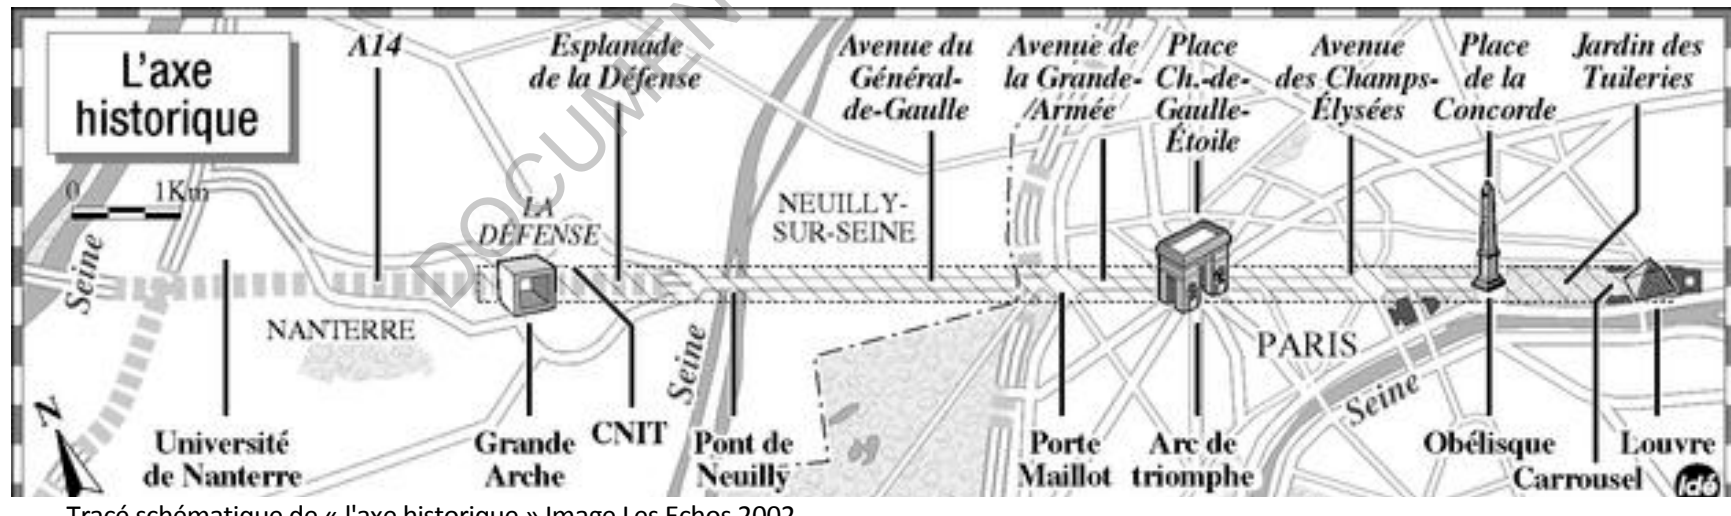 L'axe
historique
A14
Esplanade
de la Défense
Avenue du
Général-
de-Gaulle
Avenue de
la Grande-
Armée
Place
Ch.-de-
Gaulle-
Étoile
Avenue
des Champs-
Élysées
Place
de la
Concorde
Jardin des
Tuileries
DOCUMEN
0 1Km
Seine
LA
DÉFENSE
NEUILLY-
SUR-SEINE
NANTERRE
Seine
PARIS
Seine
N
Université
de Nanterre
Grande
Arche
CNIT
Pont de
Neuilly
Porte
Maillot
Arc de
triomphe
Obélisque
Carrousel
Louvre
idé
Tracé schématique de « l'axe historique » Image Les Echos 2002